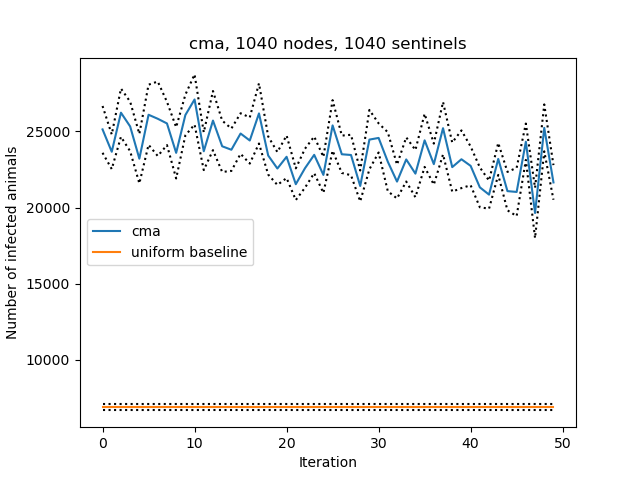 cma, 1040 nodes, 1040 sentinels
Number of infected animals
25000
20000
15000
10000
cma
uniform baseline
0
10
20
30
40
50
Iteration